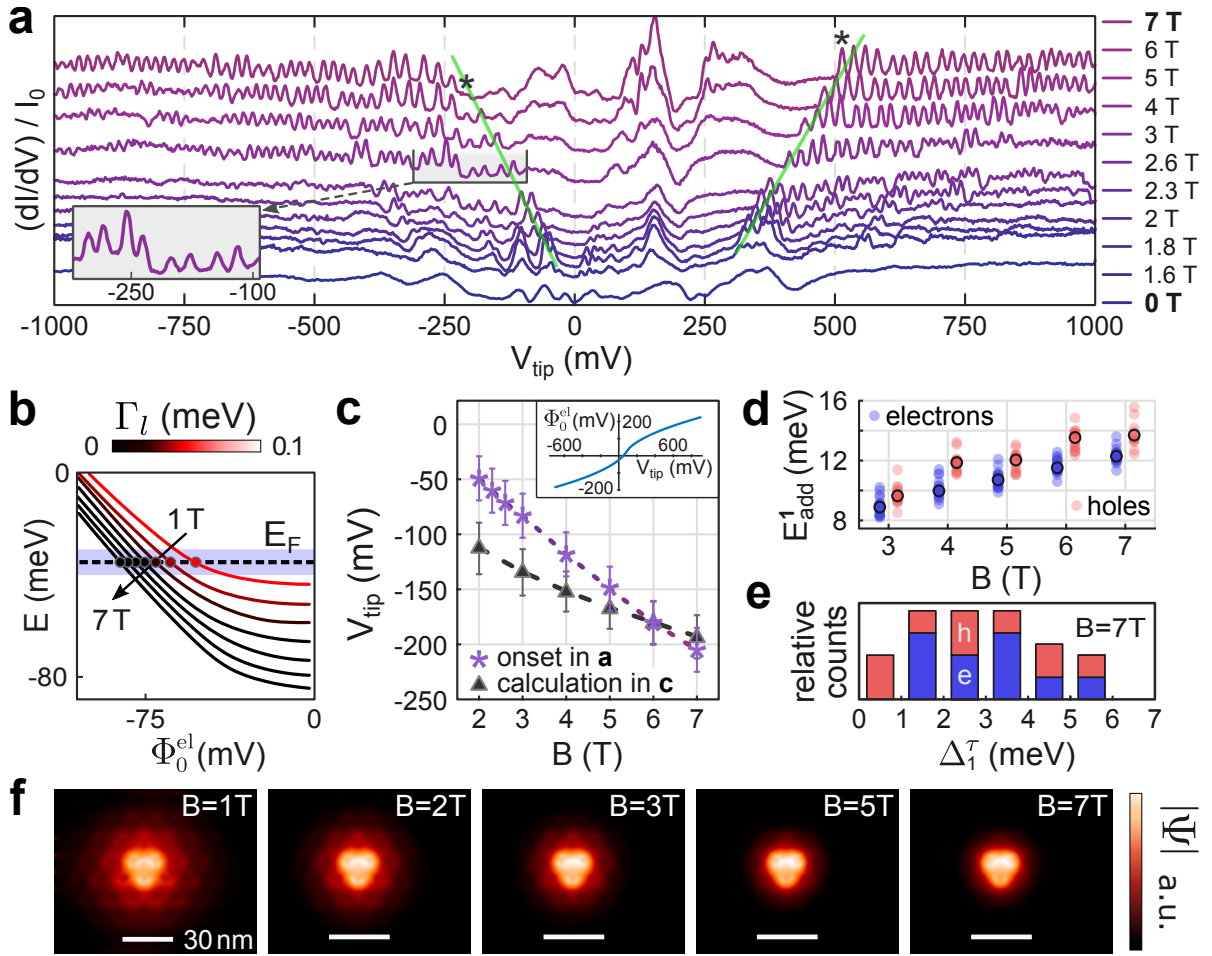 a
(dI/dV) / I0
* *
7 T
6 T
5 T
4 T
3 T
2.6 T
2.3 T
2 T
1.8 T
1.6 T
0 T
-250 -100
-1000 -750 -500 -250 0 250 500 750 1000
Vtip (mV)
b
Γl (meV)
0 0.1
0
-80
E (meV)
1T
EF
7T
-75 0
Φ0el (mV)
c
Vtip (mV)
0
-50
-100
-150
-200
-250
Φ0el (mV)
200
-600 600
Vtip (mV)
-200
onset in a
calculation in c
2 3 4 5 6 7
B (T)
d
E1add (meV)
16
12
8
electrons
holes
3 4 5 6 7
B (T)
e
relative
counts
B=7T
h
e
0 1 2 3 4 5 6 7
Δ1τ (meV)
f
B=1T
30 nm
B=2T
B=3T
B=5T
B=7T
|Ψ| a.u.